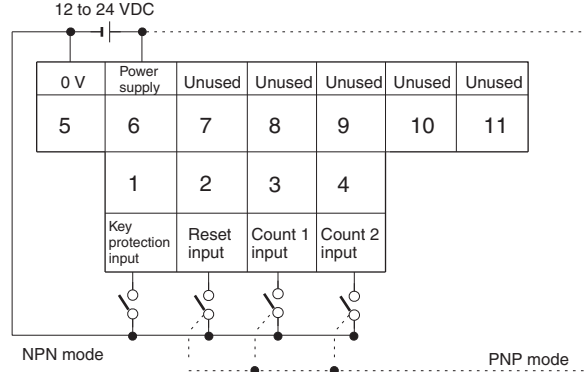 12 to 24 VDC
0 V
Power
supply
Unused
Unused
Unused
Unused
Unused
5
6
7
8
9
10
11
1
2
3
4
Key
protection
input
Reset
input
Count 1
input
Count 2
input
NPN mode
PNP mode